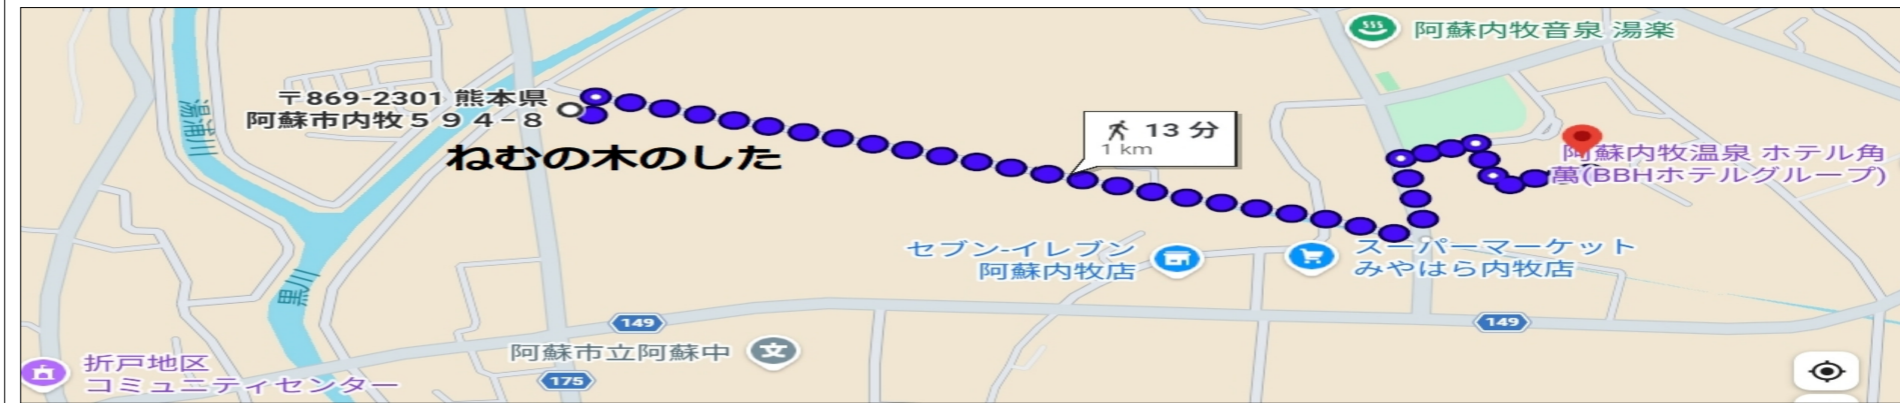 阿蘇内牧音泉 湯楽
〒869-2301 熊本県
阿蘇市内牧594-8
ねむの木のした
湯浦川
13 分
1 km
阿蘇内牧温泉 ホテル角
萬(BBHホテルグループ)
セブン-イレブン
阿蘇内牧店
スーパーマーケット
みやはら内牧店
黒川
149
149
阿蘇市立阿蘇中
文
折戸地区
コミュニティセンター
175